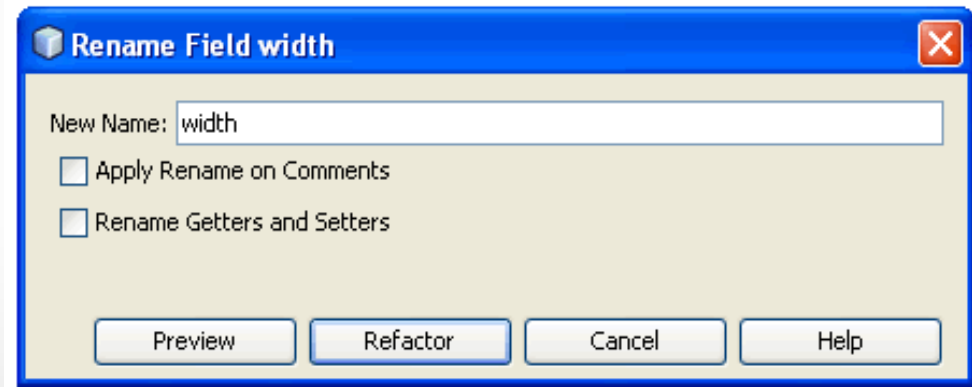 Rename Field width
New Name: width
Apply Rename on Comments
Rename Getters and Setters
Preview Refactor Cancel Help